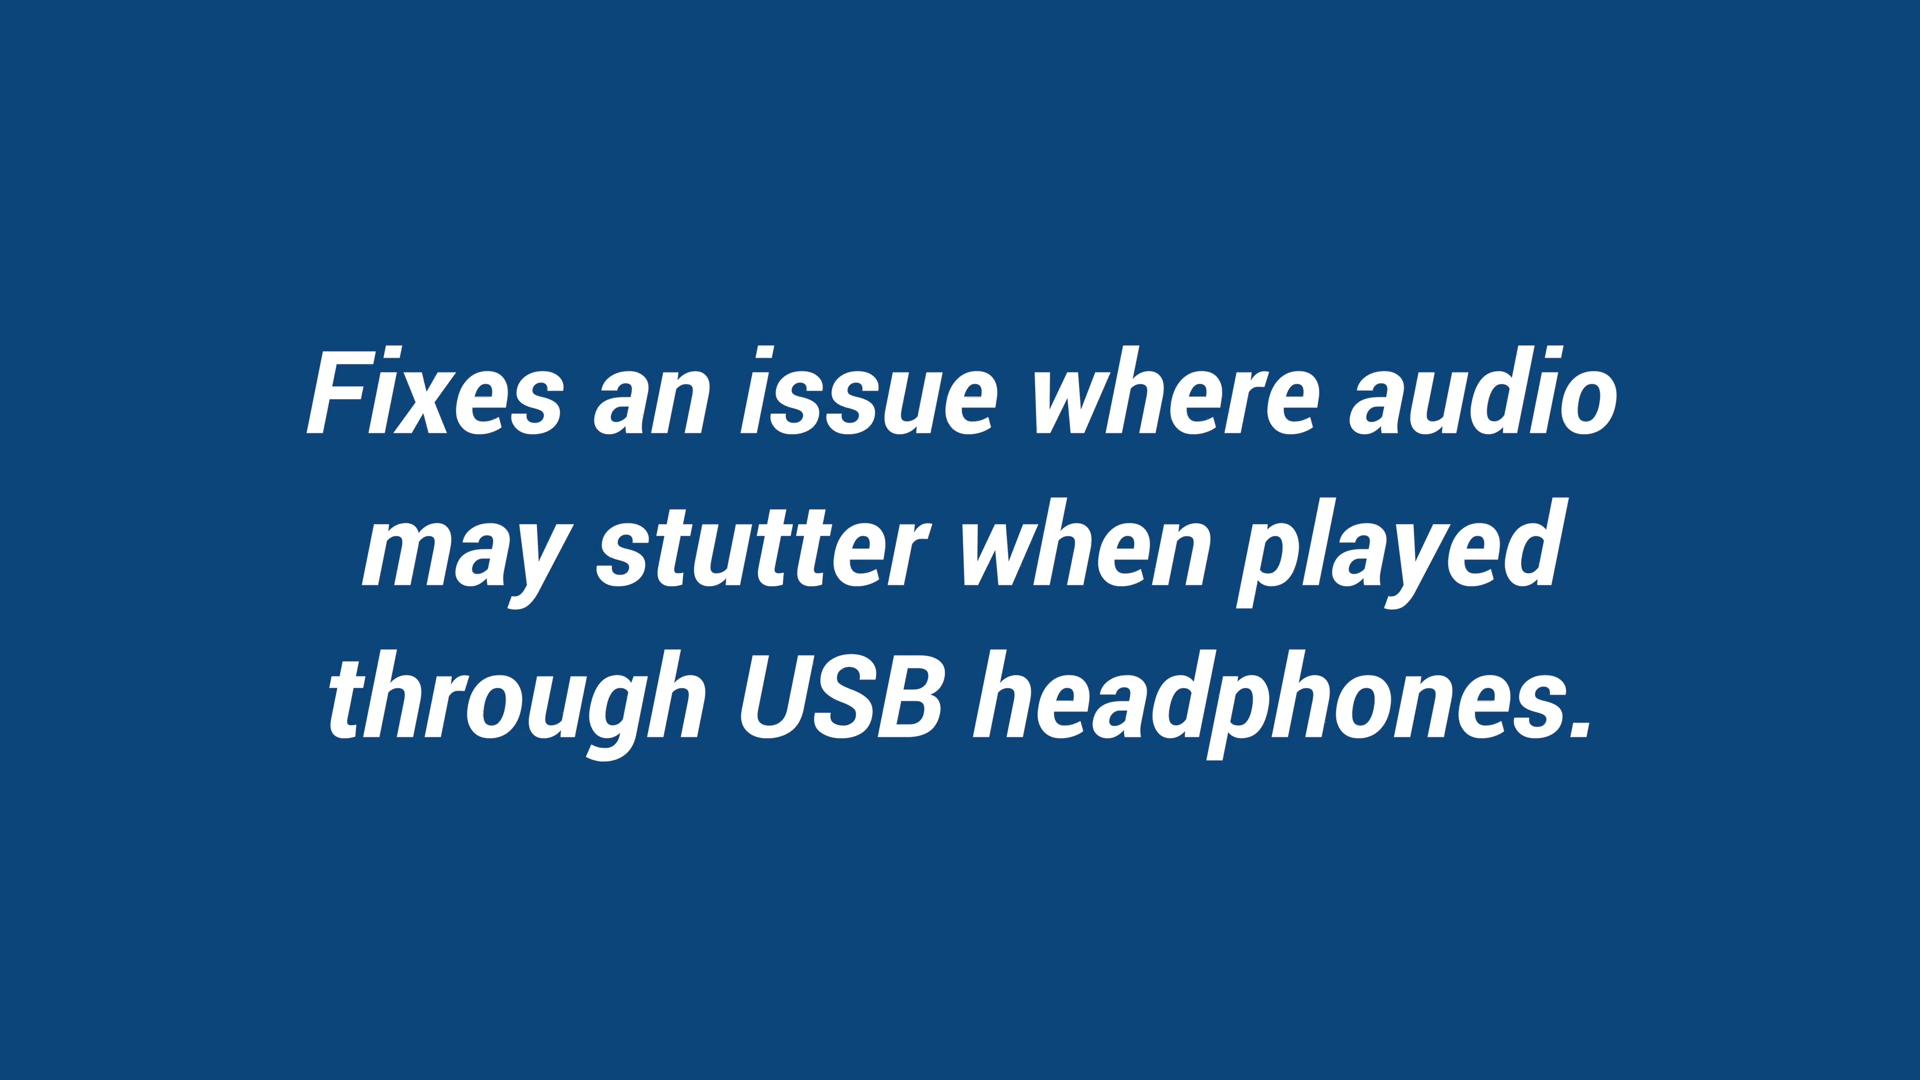 Fixes an issue where audio
may stutter when played
through USB headphones.